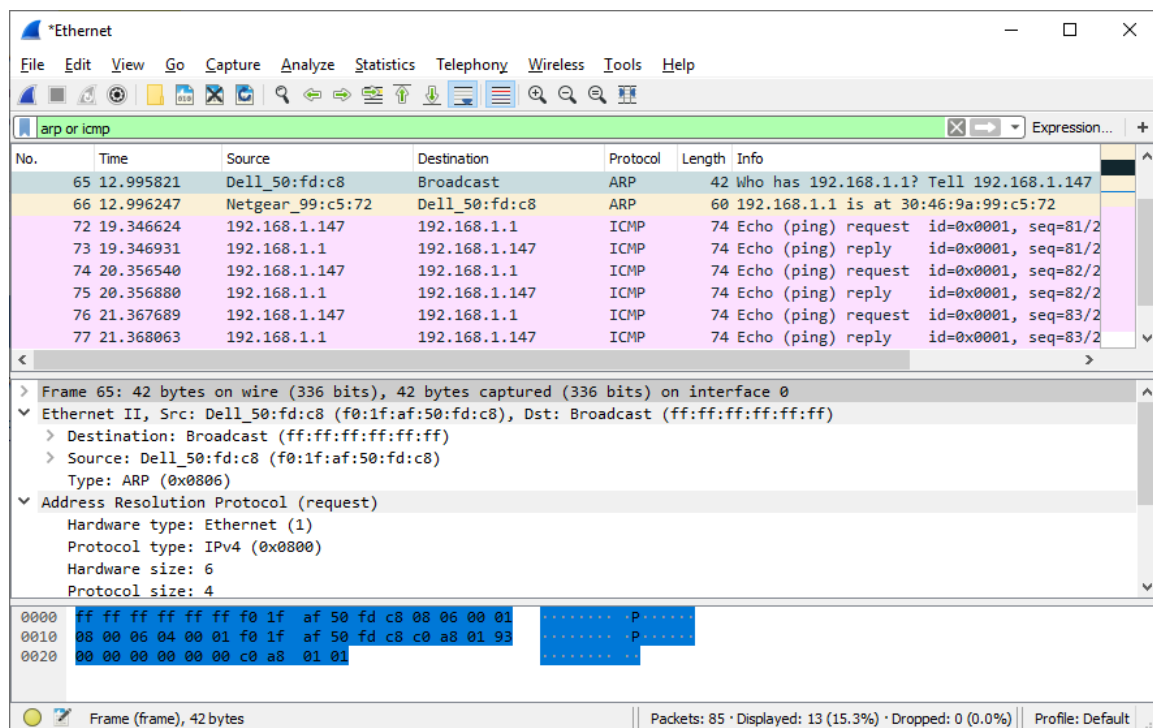 *Ethernet
File Edit View Go Capture Analyze Statistics Telephony Wireless Tools Help
arp or icmp Expression... +
No. Time Source Destination Protocol Length Info
65 12.995821 Dell_50:fd:c8 Broadcast ARP 42 Who has 192.168.1.1? Tell 192.168.1.147
66 12.996247 Netgear_99:c5:72 Dell_50:fd:c8 ARP 60 192.168.1.1 is at 30:46:9a:99:c5:72
72 19.346624 192.168.1.147 192.168.1.1 ICMP 74 Echo (ping) request id=0x0001, seq=81/2
73 19.346931 192.168.1.1 192.168.1.147 ICMP 74 Echo (ping) reply id=0x0001, seq=81/2
74 20.356540 192.168.1.147 192.168.1.1 ICMP 74 Echo (ping) request id=0x0001, seq=82/2
75 20.356880 192.168.1.1 192.168.1.147 ICMP 74 Echo (ping) reply id=0x0001, seq=82/2
76 21.367689 192.168.1.147 192.168.1.1 ICMP 74 Echo (ping) request id=0x0001, seq=83/2
77 21.368063 192.168.1.1 192.168.1.147 ICMP 74 Echo (ping) reply id=0x0001, seq=83/2
Frame 65: 42 bytes on wire (336 bits), 42 bytes captured (336 bits) on interface 0
Ethernet II, Src: Dell_50:fd:c8 (f0:1f:af:50:fd:c8), Dst: Broadcast (ff:ff:ff:ff:ff:ff)
Destination: Broadcast (ff:ff:ff:ff:ff:ff)
Source: Dell_50:fd:c8 (f0:1f:af:50:fd:c8)
Type: ARP (0x0806)
Address Resolution Protocol (request)
Hardware type: Ethernet (1)
Protocol type: IPv4 (0x0800)
Hardware size: 6
Protocol size: 4
0000 ff ff ff ff ff ff f0 1f af 50 fd c8 08 06 00 01 ········ ·P······
0010 08 00 06 04 00 01 f0 1f af 50 fd c8 c0 a8 01 93 ········ ·P······
0020 00 00 00 00 00 00 c0 a8 01 01 ········ ··
Frame (frame), 42 bytes Packets: 85 · Displayed: 13 (15.3%) · Dropped: 0 (0.0%) Profile: Default